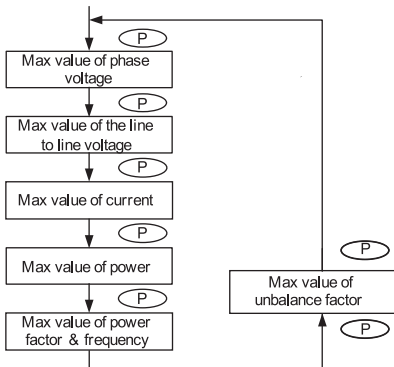 P
Max value of phase
voltage
P
Max value of the line
to line voltage
P
Max value of current
P
Max value of power
P
Max value of power
factor & frequency
P
Max value of
unbalance factor
P